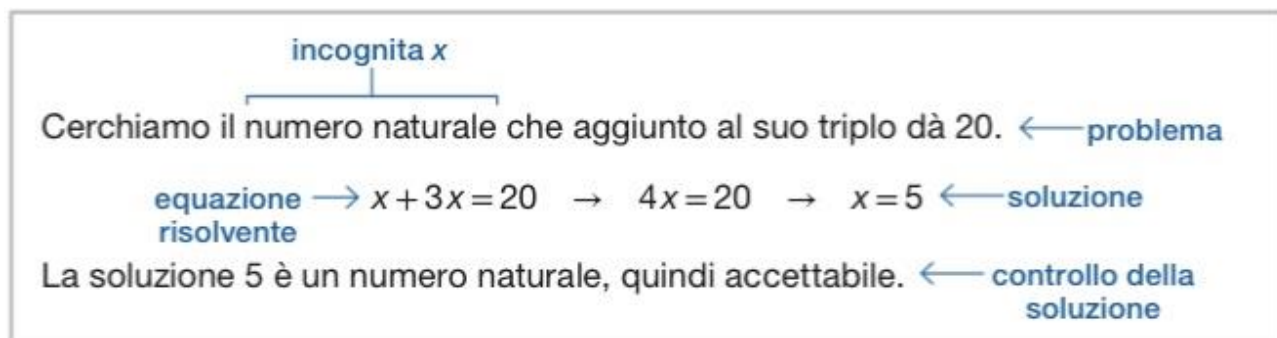 incognita x
Cerchiamo il numero naturale che aggiunto al suo triplo dà 20. ← problema
equazione risolvente → x + 3x = 20 → 4x = 20 → x = 5 ← soluzione
La soluzione 5 è un numero naturale, quindi accettabile. ← controllo della soluzione